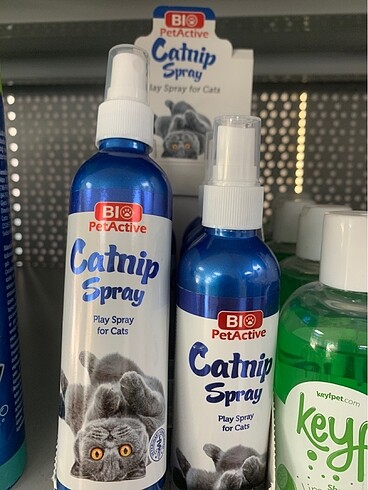 BIO
PetActive
Catnip
Spray
Play Spray for Cats
BIO
PetActive
Catnip
Spray
Play Spray
for Cats
BIO
PetActive
Catnip
Spray
Play Spray
for Cats
keyfpet.com
keyf